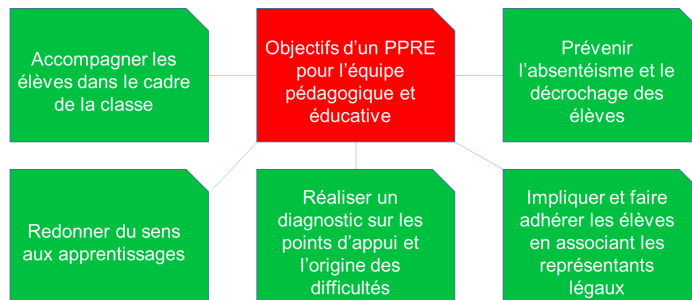 Accompagner les
élèves dans le cadre
de la classe
Objectifs d'un PPRE
pour l'équipe
pédagogique et
éducative
Prévenir
l'absentéisme et le
décrochage des
élèves
Redonner du sens
aux apprentissages
Réaliser un
diagnostic sur les
points d'appui et
l'origine des
difficultés
Impliquer et faire
adhérer les élèves
en associant les
représentants
légaux